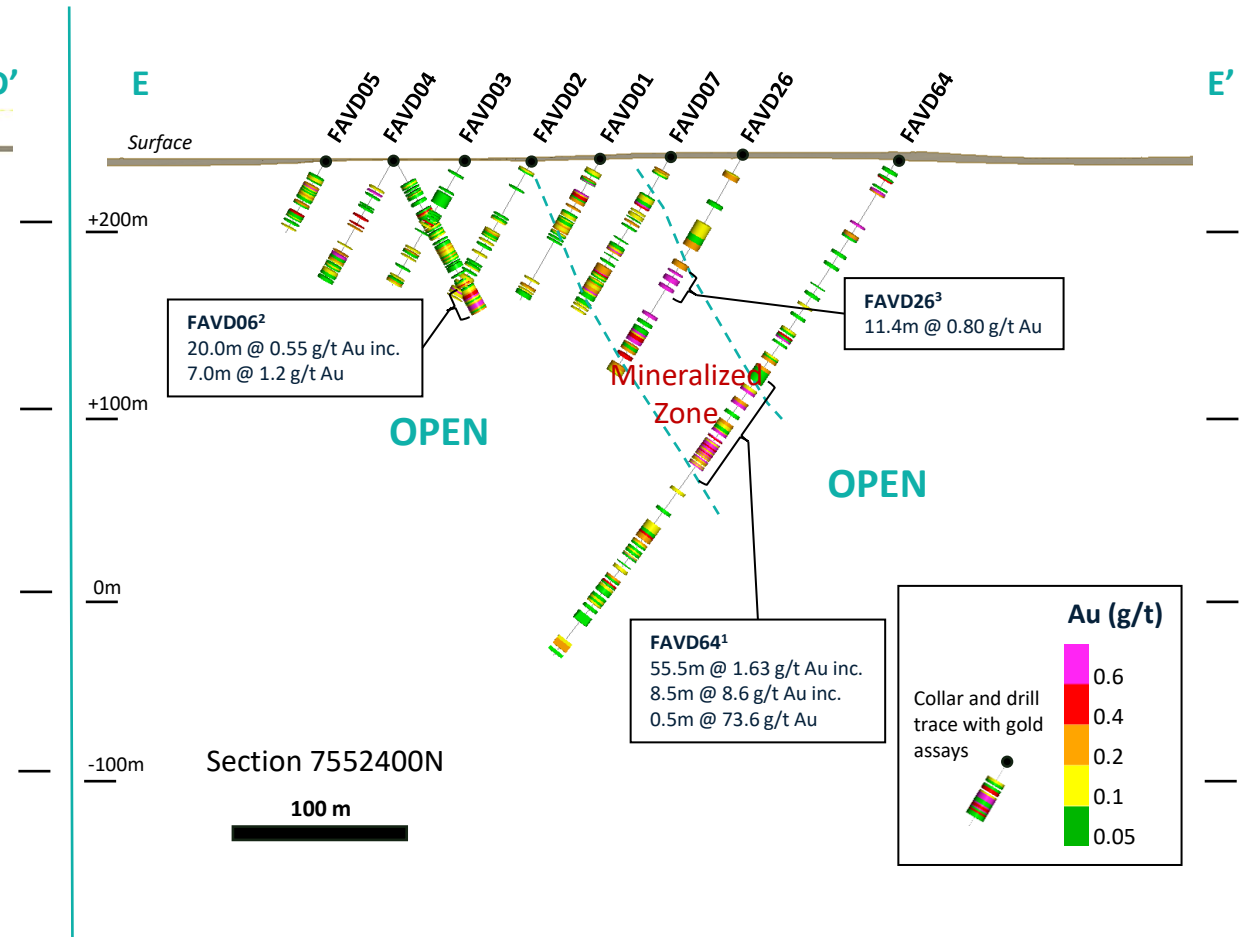 D’
E
E’
FAVD05
FAVD04
FAVD03
FAVD02
FAVD01
FAVD07
FAVD26
FAVD64
Surface
+200m
FAVD06²
20.0m @ 0.55 g/t Au inc.
7.0m @ 1.2 g/t Au
FAVD26³
11.4m @ 0.80 g/t Au
Mineralized
Zone
+100m
OPEN
OPEN
0m
FAVD64¹
55.5m @ 1.63 g/t Au inc.
8.5m @ 8.6 g/t Au inc.
0.5m @ 73.6 g/t Au
-100m
Section 7552400N
100 m
Au (g/t)
Collar and drill
trace with gold
assays
0.6
0.4
0.2
0.1
0.05